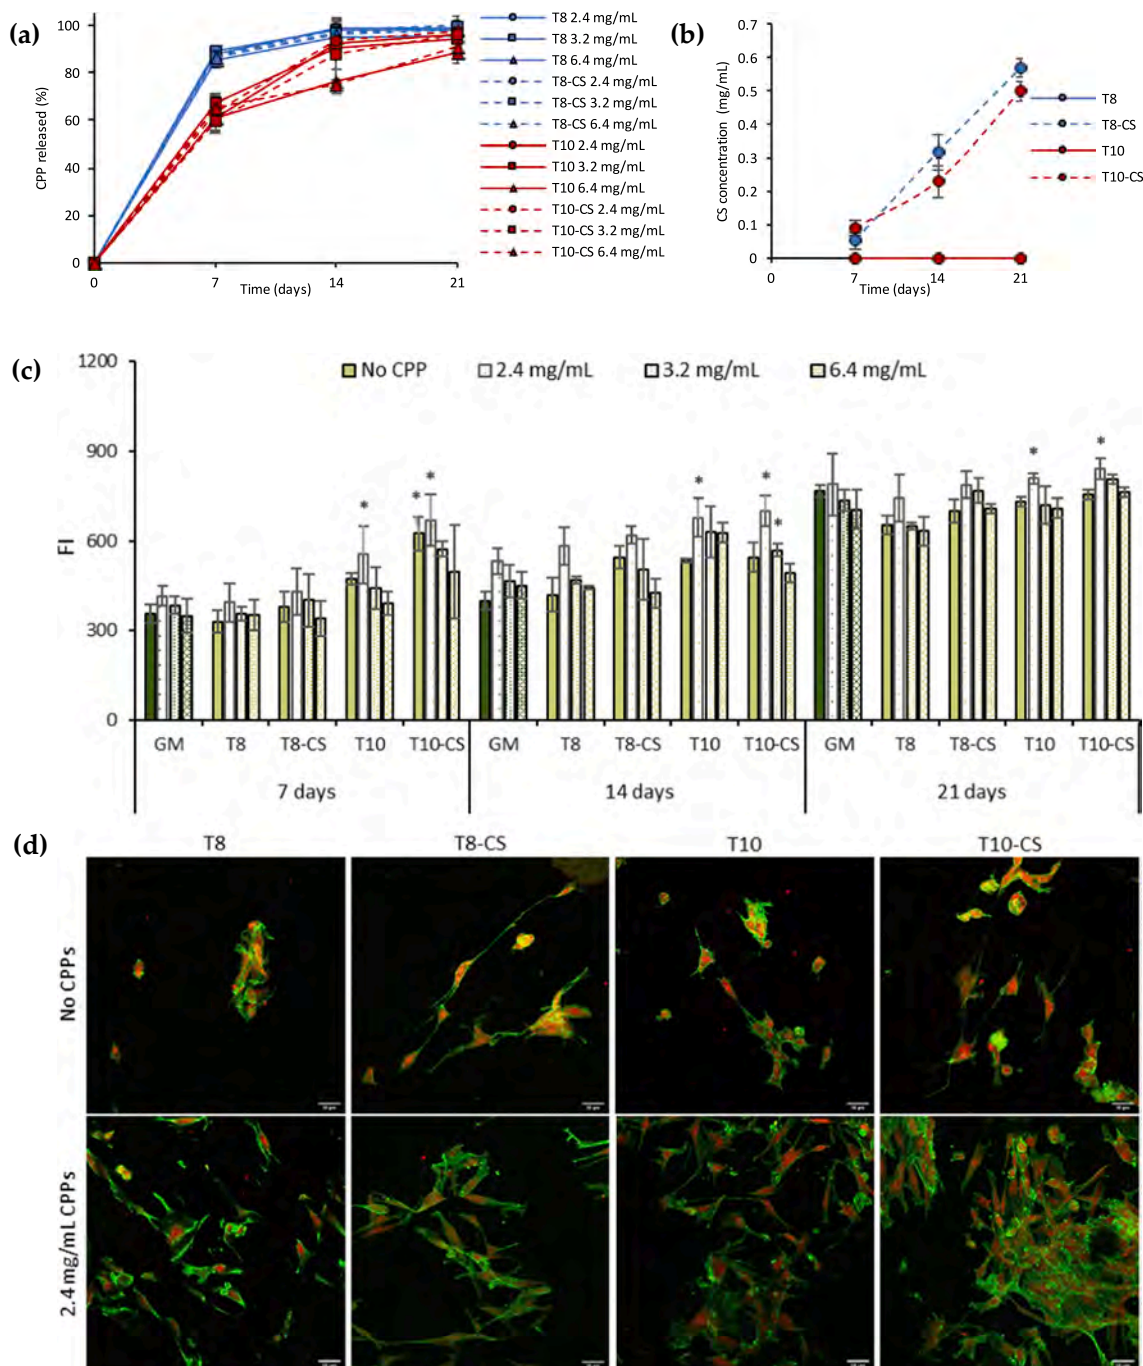 (a)
CPP released (%)
100
80
60
40
20
0
0 7 14 21
Time (days)
T8 2.4 mg/mL
T8 3.2 mg/mL
T8 6.4 mg/mL
T8-CS 2.4 mg/mL
T8-CS 3.2 mg/mL
T8-CS 6.4 mg/mL
T10 2.4 mg/mL
T10 3.2 mg/mL
T10 6.4 mg/mL
T10-CS 2.4 mg/mL
T10-CS 3.2 mg/mL
T10-CS 6.4 mg/mL
(b)
CS concentration (mg/mL)
0.7
0.6
0.5
0.4
0.3
0.2
0.1
0
0 7 14 21
Time (days)
T8
T8-CS
T10
T10-CS
(c)
No CPP 2.4 mg/mL 3.2 mg/mL 6.4 mg/mL
FI
1200
900
600
300
0
* * * * * * * *
GM T8 T8-CS T10 T10-CS GM T8 T8-CS T10 T10-CS GM T8 T8-CS T10 T10-CS
7 days 14 days 21 days
(d)
T8 T8-CS T10 T10-CS
No CPPs
2.4 mg/mL CPPs